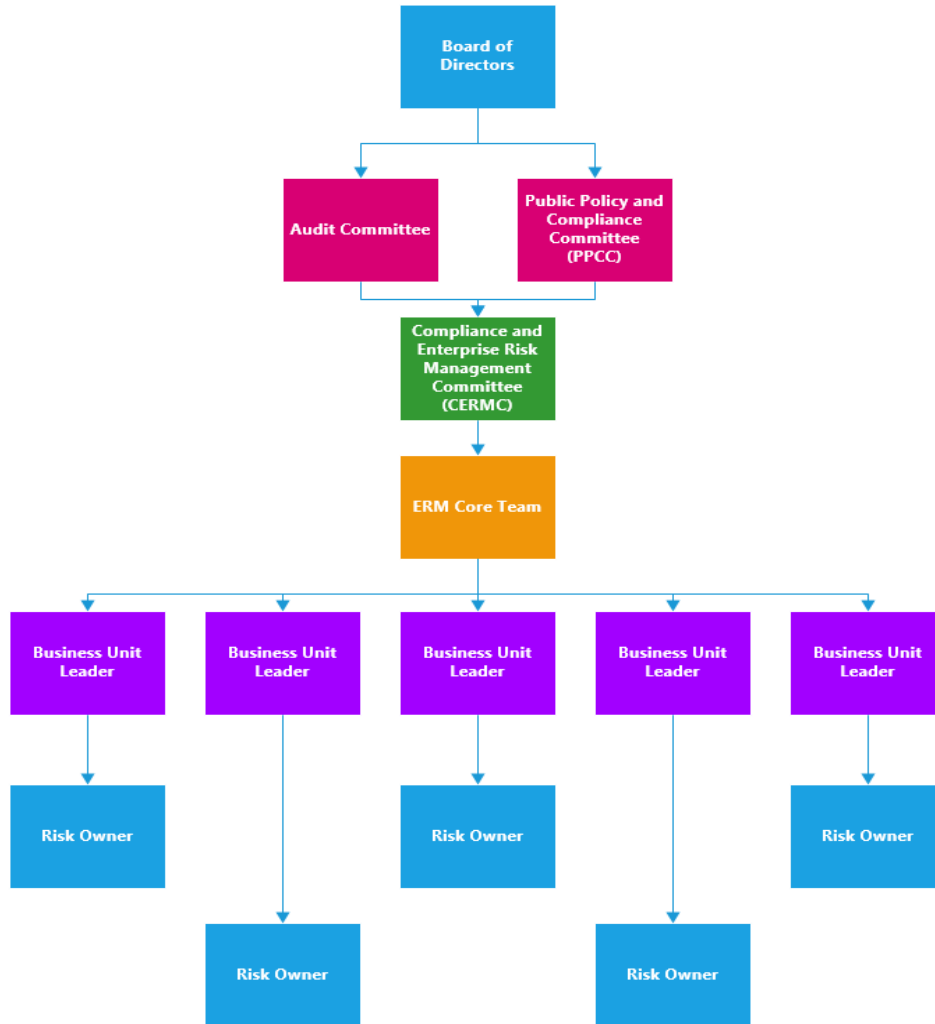 Board of
Directors
Audit Committee
Public Policy and
Compliance
Committee
(PPCC)
Compliance and
Enterprise Risk
Management
Committee
(CERMC)
ERM Core Team
Business Unit
Leader
Business Unit
Leader
Business Unit
Leader
Business Unit
Leader
Business Unit
Leader
Risk Owner
Risk Owner
Risk Owner
Risk Owner
Risk Owner